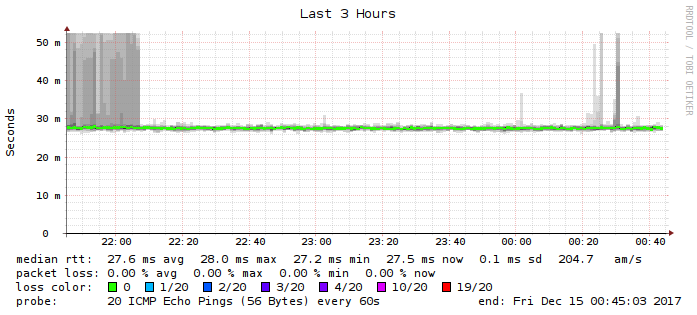 Last 3 Hours
RRDTOOL / TOBI OETIKER
Seconds
50 m
40 m
30 m
20 m
10 m
0
22:00 22:20 22:40 23:00 23:20 23:40 00:00 00:20 00:40
median rtt: 27.6 ms avg 28.0 ms max 27.2 ms min 27.5 ms now 0.1 ms sd 204.7 am/s
packet loss: 0.00 % avg 0.00 % max 0.00 % min 0.00 % now
loss color: 0 1/20 2/20 3/20 4/20 10/20 19/20
probe: 20 ICMP Echo Pings (56 Bytes) every 60s end: Fri Dec 15 00:45:03 2017